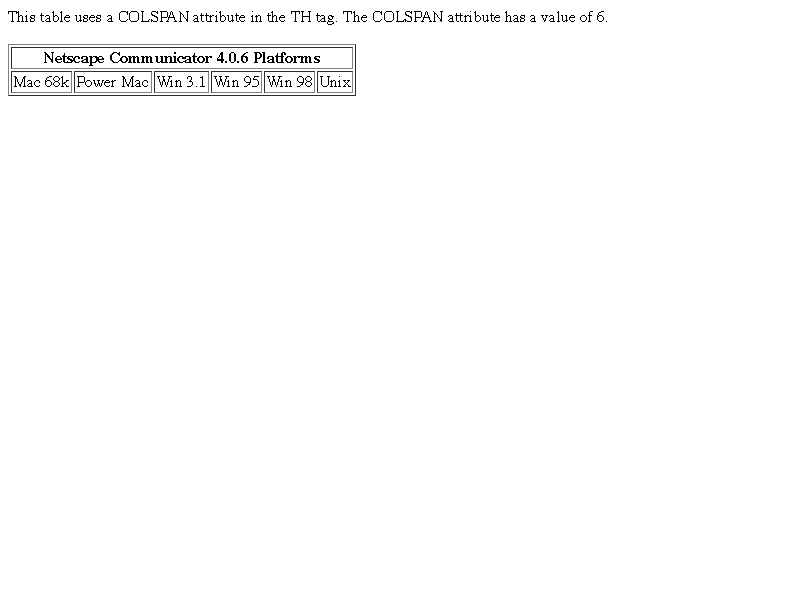 This table uses a COLSPAN attribute in the TH tag. The COLSPAN attribute has a value of 6.
Netscape Communicator 4.0.6 Platforms
Mac 68k Power Mac Win 3.1 Win 95 Win 98 Unix